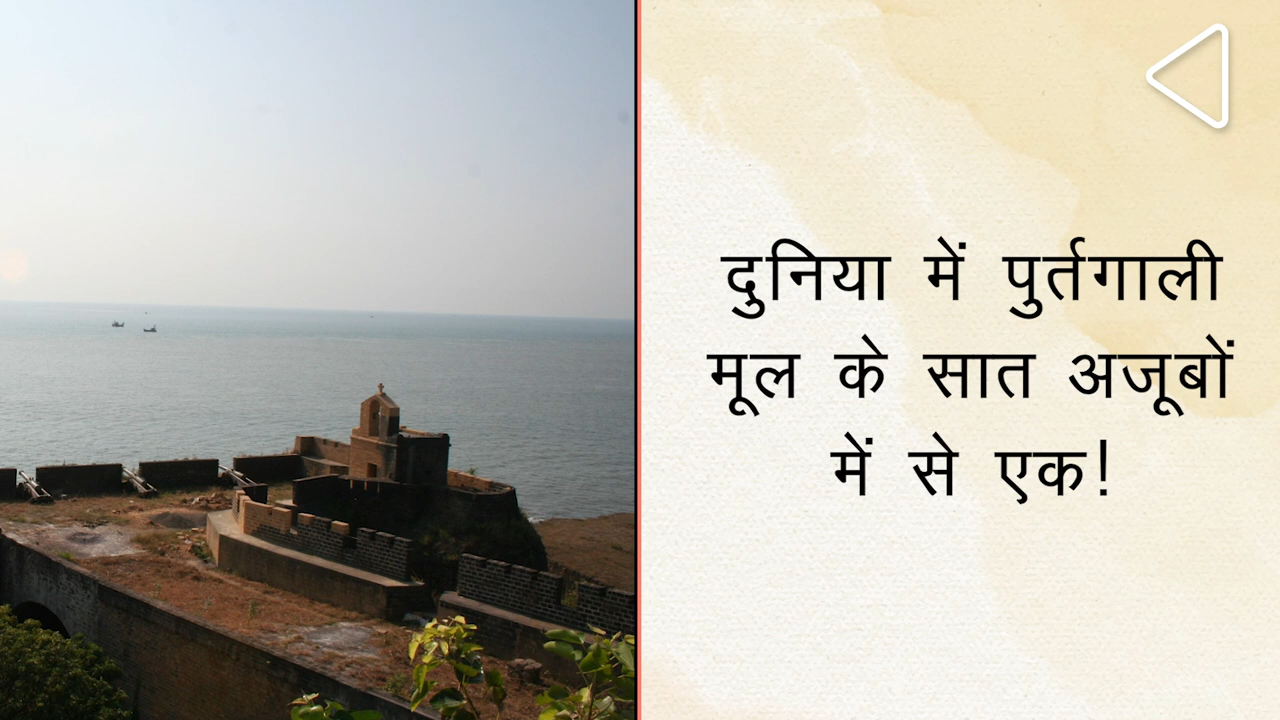 दुनिया में पुर्तगाली
मूल के सात अजूबों
में से एक!